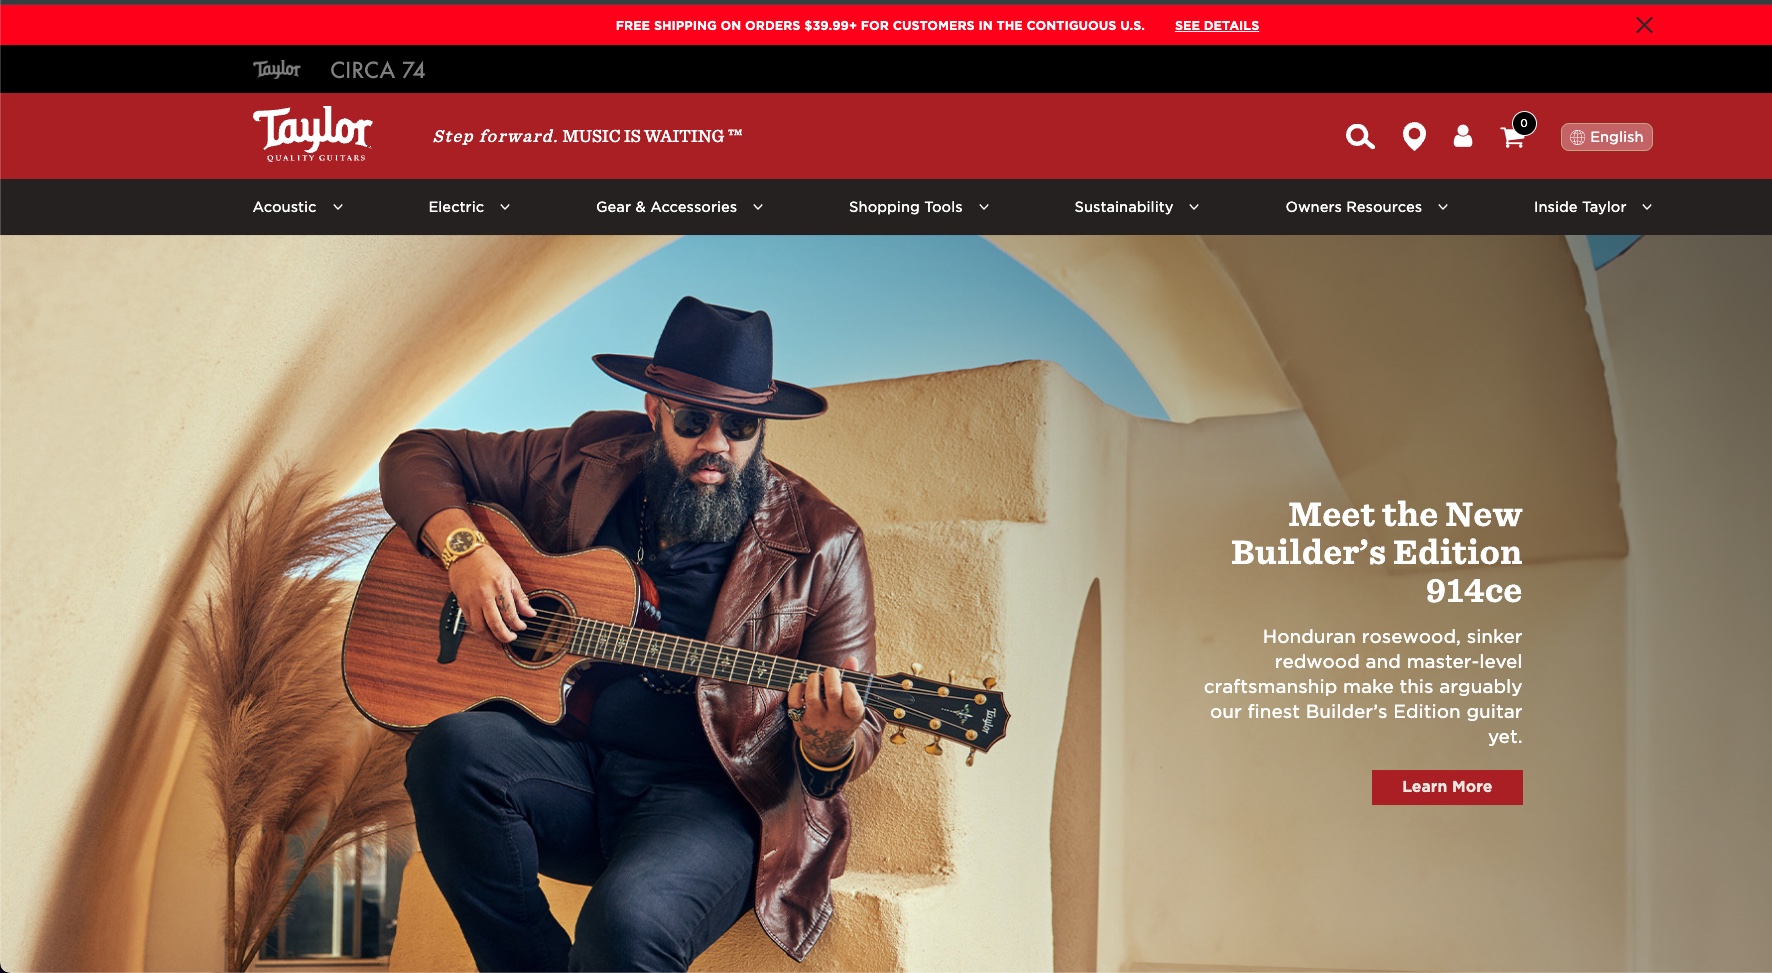 FREE SHIPPING ON ORDERS $39.99+ FOR CUSTOMERS IN THE CONTIGUOUS U.S. SEE DETAILS
Taylor CIRCA 74
Taylor
QUALITY GUITARS
Step forward. MUSIC IS WAITING™
0
English
Acoustic Electric Gear & Accessories Shopping Tools Sustainability Owners Resources Inside Taylor
Meet the New
Builder’s Edition
914ce
Honduran rosewood, sinker
redwood and master-level
craftsmanship make this arguably
our finest Builder’s Edition guitar
yet.
Learn More
Taylor